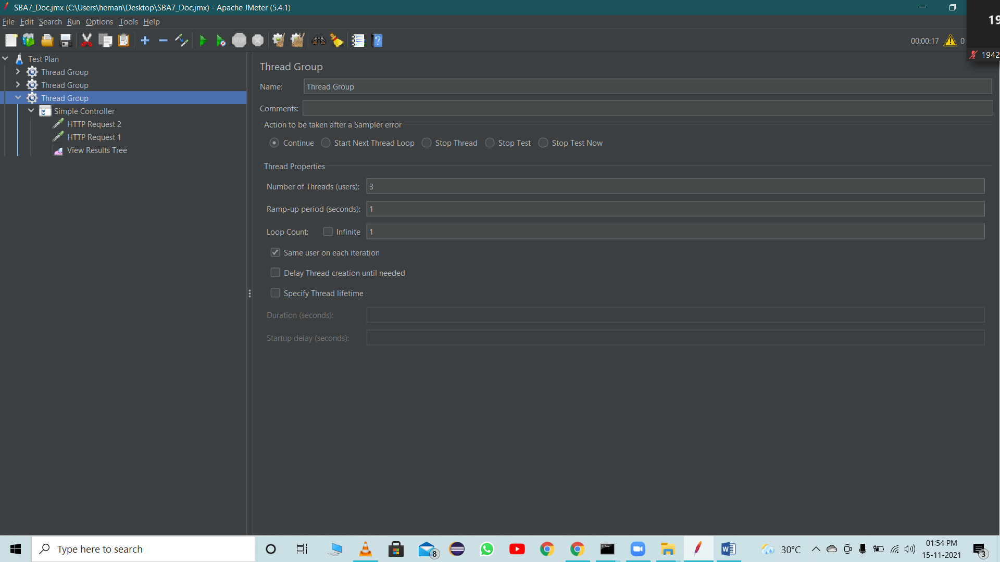 SBA7_Doc.jmx (C:\Users\heman\Desktop\SBA7_Doc.jmx) - Apache JMeter (5.4.1)
File Edit Search Run Options Tools Help
00:00:17 0
19
1942
Test Plan
Thread Group
Thread Group
Thread Group
Simple Controller
HTTP Request 2
HTTP Request 1
View Results Tree
Thread Group
Name: Thread Group
Comments:
Action to be taken after a Sampler error
Continue Start Next Thread Loop Stop Thread Stop Test Stop Test Now
Thread Properties
Number of Threads (users): 3
Ramp-up period (seconds): 1
Loop Count: Infinite 1
Same user on each iteration
Delay Thread creation until needed
Specify Thread lifetime
Duration (seconds):
Startup delay (seconds):
Type here to search
8
30°C
01:54 PM
15-11-2021
3